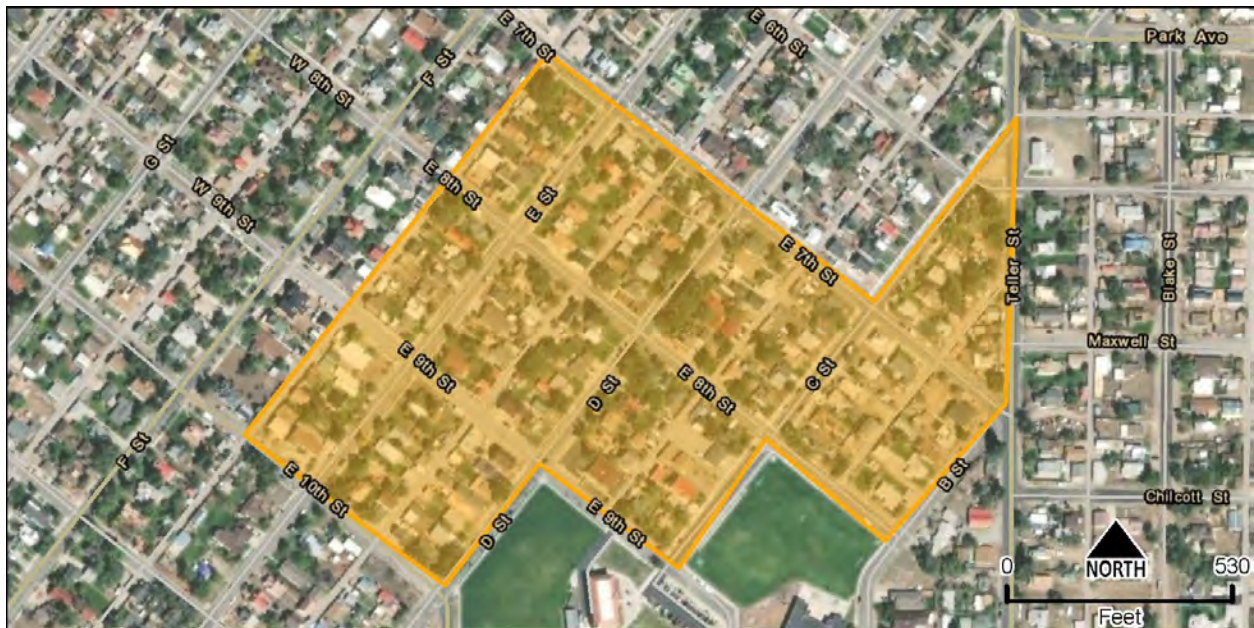 E 7th St
E 6th St
Park Ave
W 8th St
F St
G St
W 9th St
E 8th St
E St
E 7th St
Teller St
Blake St
Maxwell St
E 9th St
C St
D St
E 8th St
F St
E 10th St
B St
Chilcott St
D St
E 9th St
NORTH
0
530
Feet